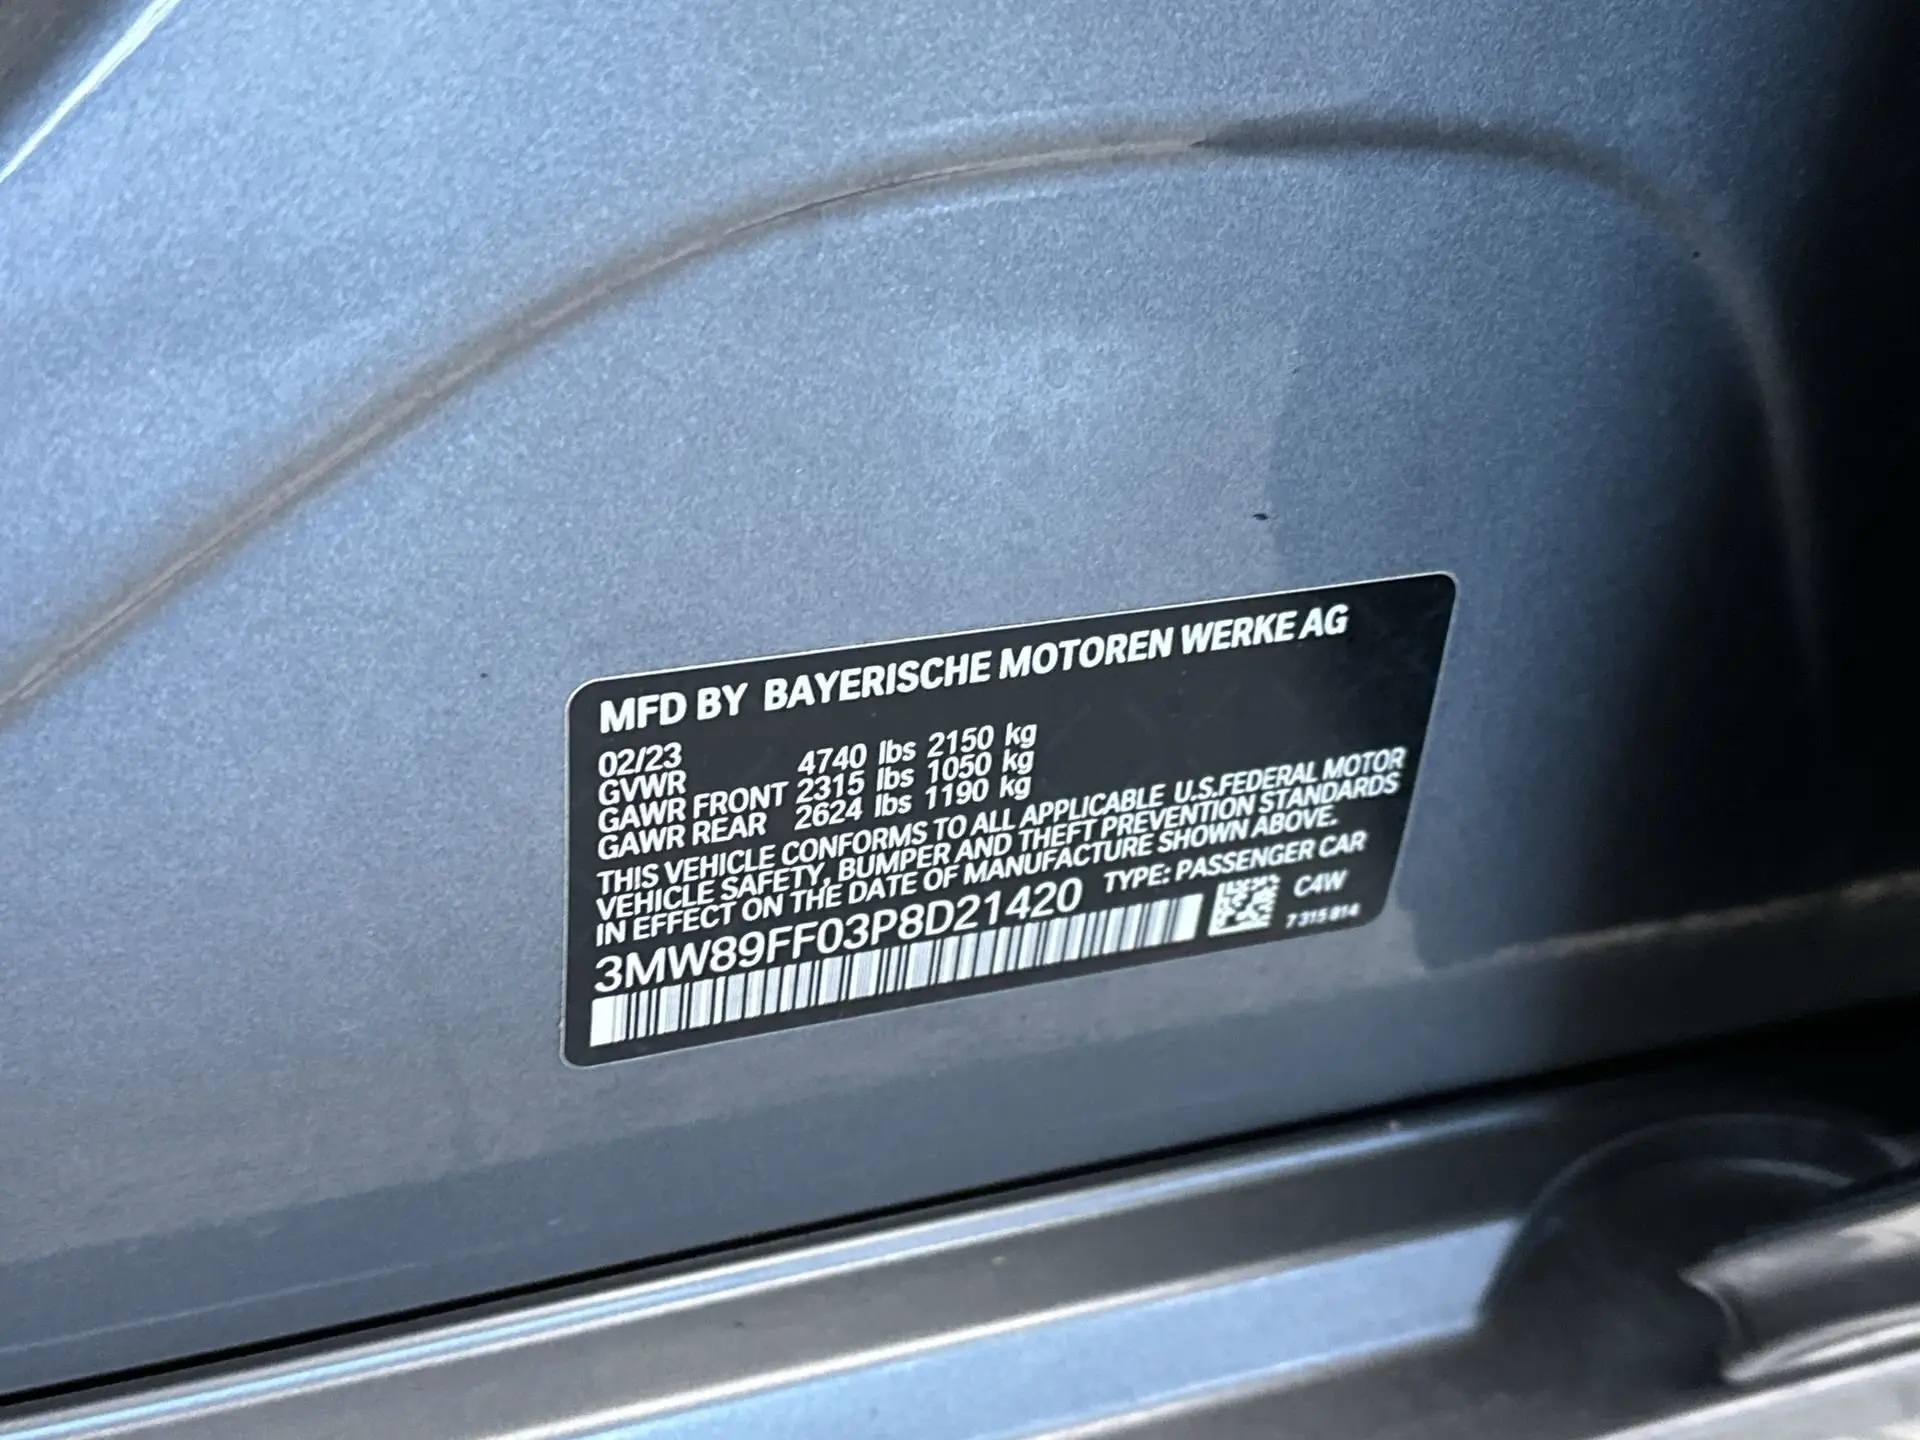 MFD BY BAYERISCHE MOTOREN WERKE AG
02/23
GVWR 4740 lbs 2150 kg
GAWR FRONT 2315 lbs 1050 kg
GAWR REAR 2624 lbs 1190 kg
THIS VEHICLE CONFORMS TO ALL APPLICABLE U.S.FEDERAL MOTOR
VEHICLE SAFETY, BUMPER AND THEFT PREVENTION STANDARDS
IN EFFECT ON THE DATE OF MANUFACTURE SHOWN ABOVE.
3MW89FF03P8D21420 TYPE: PASSENGER CAR
C4W
7 315 814